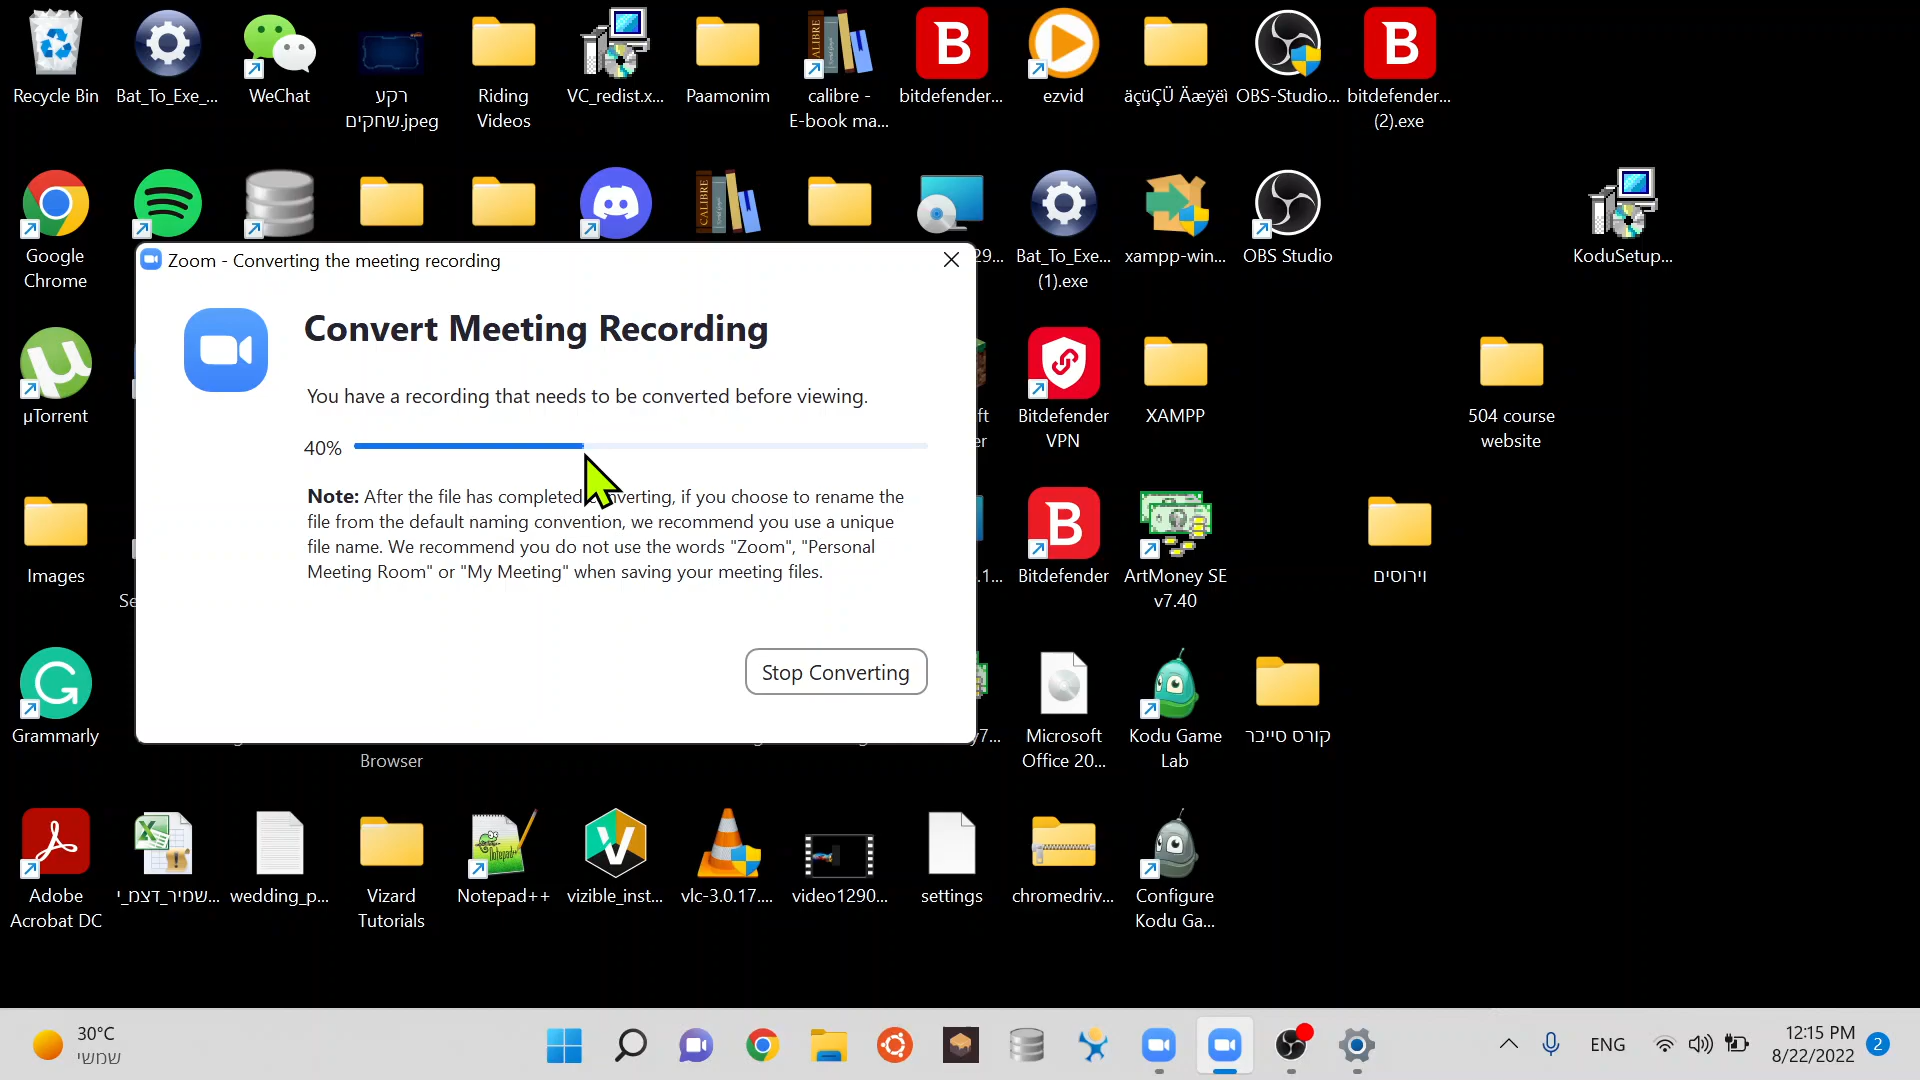 Recycle Bin
Bat_To_Exe_...
WeChat
רקע
שחקים.jpeg
Riding
Videos
VC_redist.x...
Paamonim
calibre -
E-book ma...
bitdefender...
ezvid
äçüÇÜ Äæÿëì
OBS-Studio...
bitdefender...
(2).exe
Google
Chrome
29...
Bat_To_Exe...
(1).exe
xampp-win...
OBS Studio
KoduSetup...
Zoom - Converting the meeting recording
Convert Meeting Recording
You have a recording that needs to be converted before viewing.
40%
Note: After the file has completed converting, if you choose to rename the
file from the default naming convention, we recommend you use a unique
file name. We recommend you do not use the words "Zoom", "Personal
Meeting Room" or "My Meeting" when saving your meeting files.
Stop Converting
µTorrent
ft
er
Bitdefender
VPN
XAMPP
504 course
website
Images
Se
.1...
Bitdefender
ArtMoney SE
v7.40
וירוסים
Grammarly
Browser
y7...
Microsoft
Office 20...
Kodu Game
Lab
קורס סייבר
Adobe
Acrobat DC
שמיר_דצמ_י...
wedding_p...
Vizard
Tutorials
Notepad++
vizible_inst...
vlc-3.0.17....
video1290...
settings
chromedriv...
Configure
Kodu Ga...
30°C
שמשי
ENG
12:15 PM
8/22/2022
2